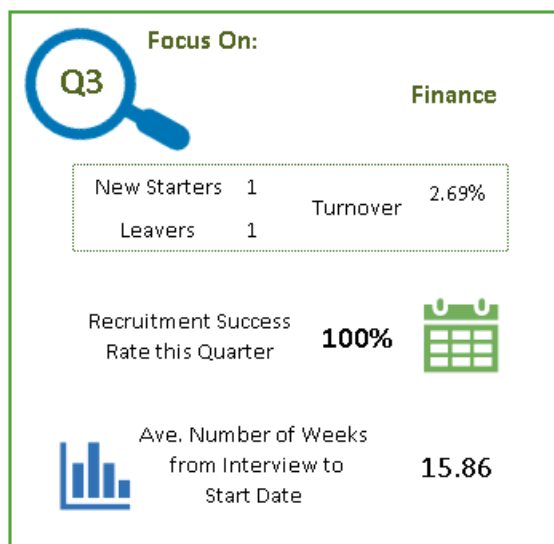 Focus On:
Q3
Finance
New Starters 1
Turnover 2.69%
Leavers 1
Recruitment Success
Rate this Quarter
100%
Ave. Number of Weeks
from Interview to
Start Date
15.86